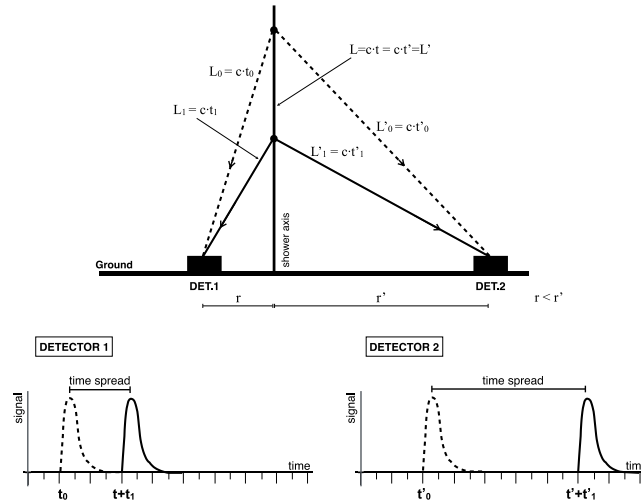 L₀ = c·t₀
L=c·t = c·t'=L'
L₁ = c·t₁
L'₀ = c·t'₀
L'₁ = c·t'₁
shower axis
Ground
DET.1
DET.2
r
r'
r < r'
DETECTOR 1
DETECTOR 2
time spread
time spread
signal
signal
time
time
t₀
t+t₁
t'₀
t'+t'₁